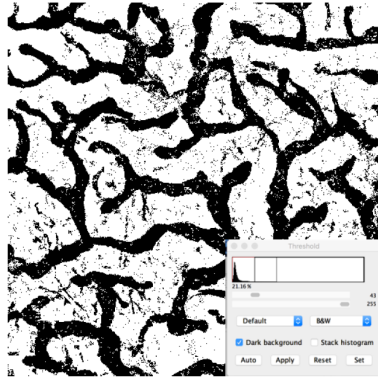 Threshold
21.16 %
43
255
Default B&W
Dark background Stack histogram
Auto Apply Reset Set